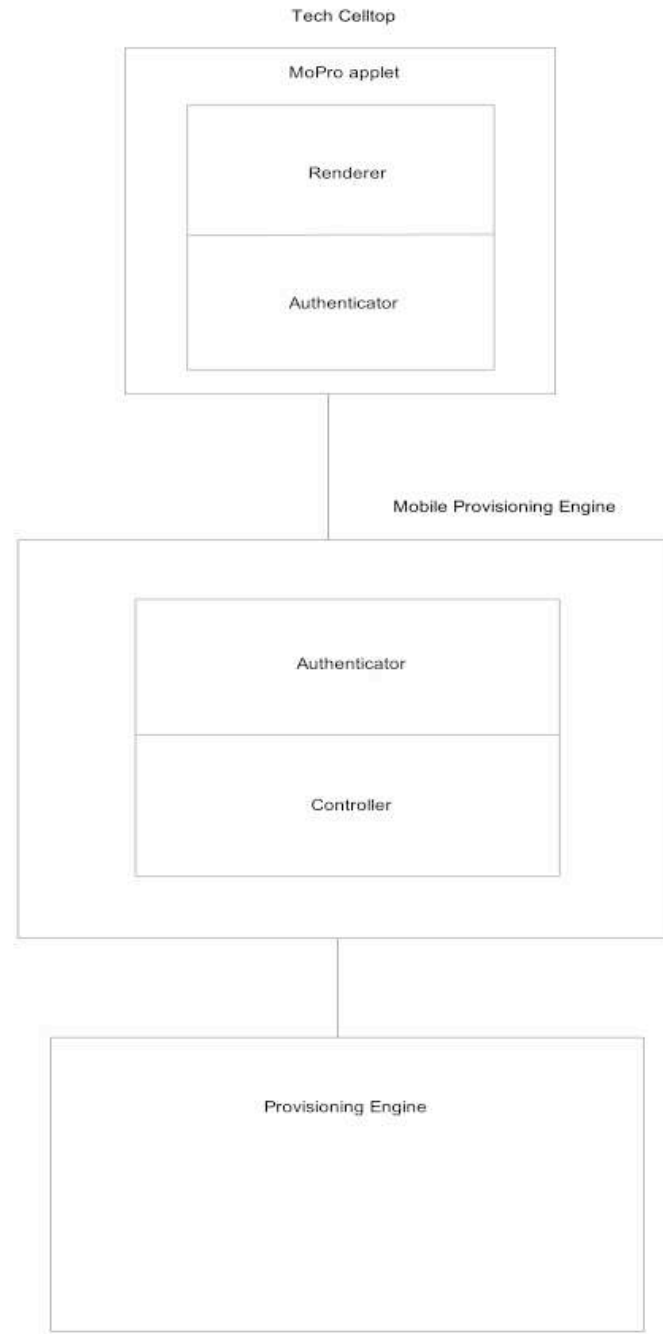 Tech Celltop
MoPro applet
Renderer
Authenticator
Mobile Provisioning Engine
Authenticator
Controller
Provisioning Engine